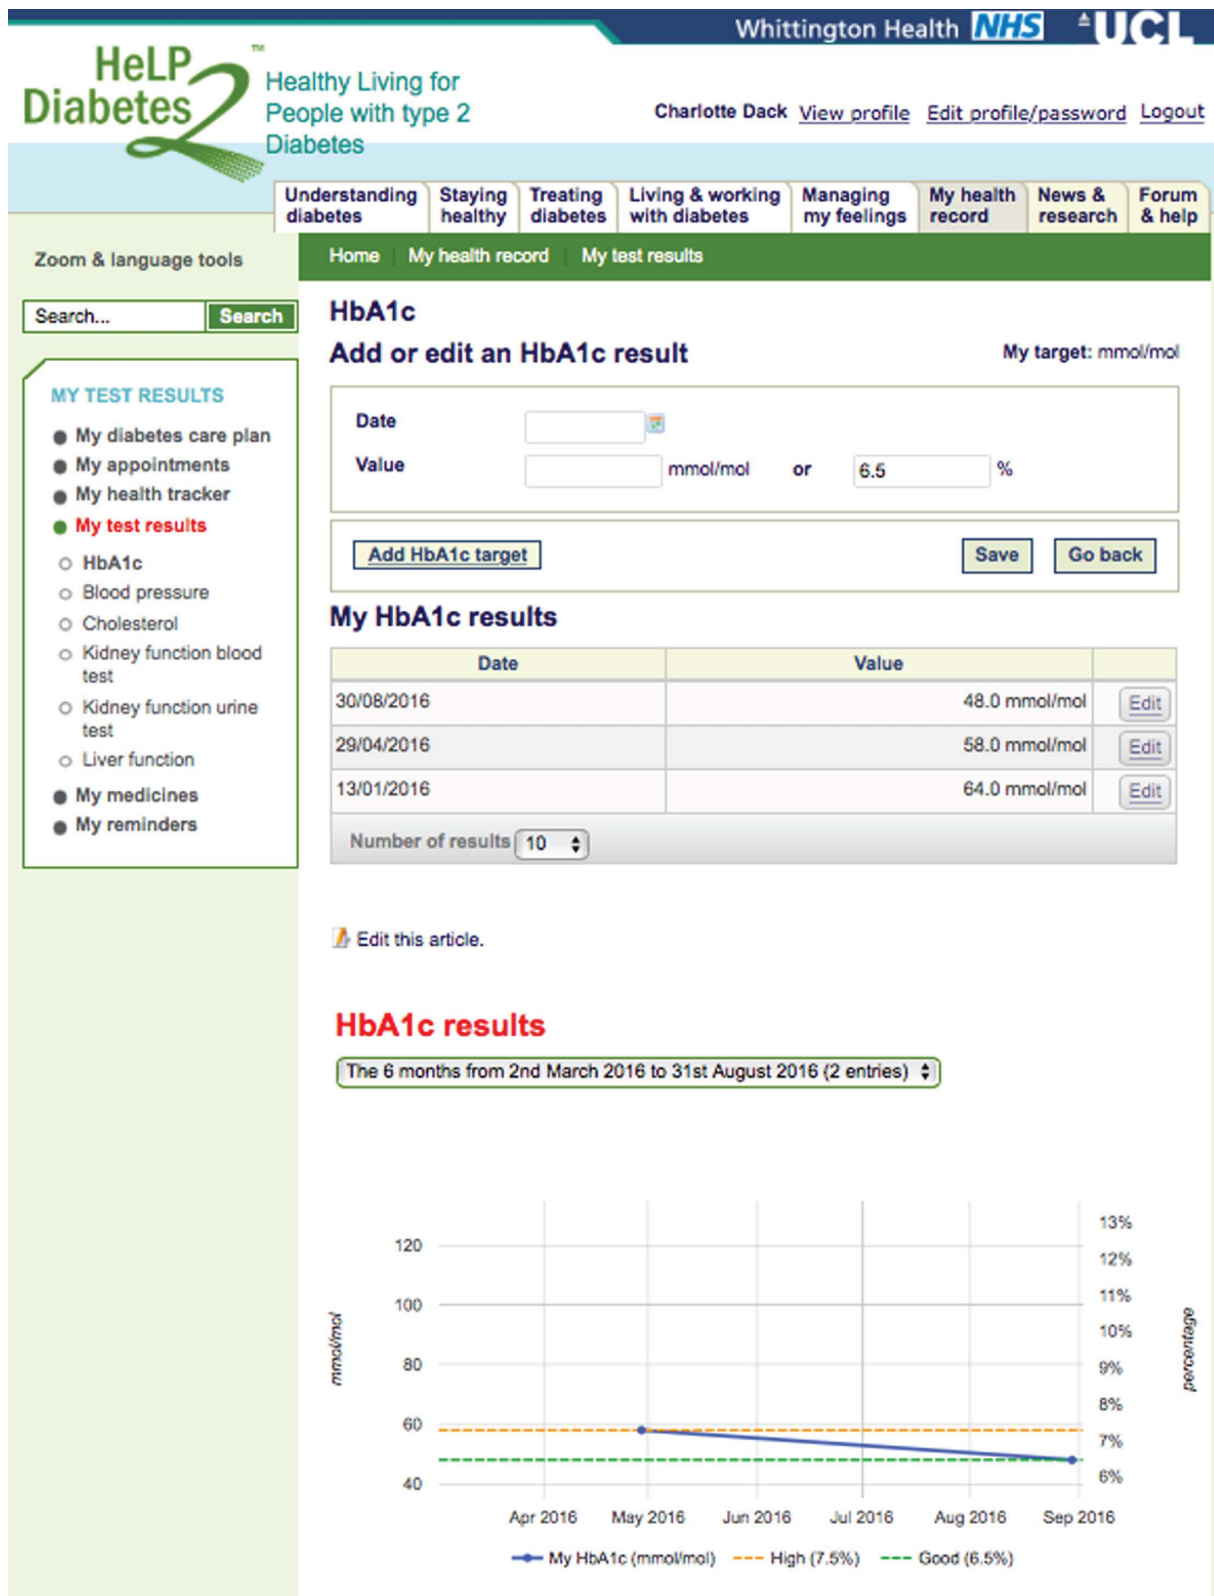 Whittington Health NHS UCL
HeLP
Diabetes 2 ™
Healthy Living for
People with type 2
Diabetes
Charlotte Dack View profile Edit profile/password Logout
Understanding
diabetes
Staying
healthy
Treating
diabetes
Living & working
with diabetes
Managing
my feelings
My health
record
News &
research
Forum
& help
Zoom & language tools
Search... Search
MY TEST RESULTS
My diabetes care plan
My appointments
My health tracker
My test results
HbA1c
Blood pressure
Cholesterol
Kidney function blood
test
Kidney function urine
test
Liver function
My medicines
My reminders
Home My health record My test results
HbA1c
Add or edit an HbA1c result
My target: mmol/mol
Date
Value mmol/mol or 6.5 %
Add HbA1c target Save Go back
My HbA1c results
Date Value
30/08/2016 48.0 mmol/mol Edit
29/04/2016 58.0 mmol/mol Edit
13/01/2016 64.0 mmol/mol Edit
Number of results 10
Edit this article.
HbA1c results
The 6 months from 2nd March 2016 to 31st August 2016 (2 entries)
mmol/mol
120
100
80
60
40
13%
12%
11%
10%
9%
8%
7%
6%
percentage
Apr 2016 May 2016 Jun 2016 Jul 2016 Aug 2016 Sep 2016
My HbA1c (mmol/mol) High (7.5%) Good (6.5%)